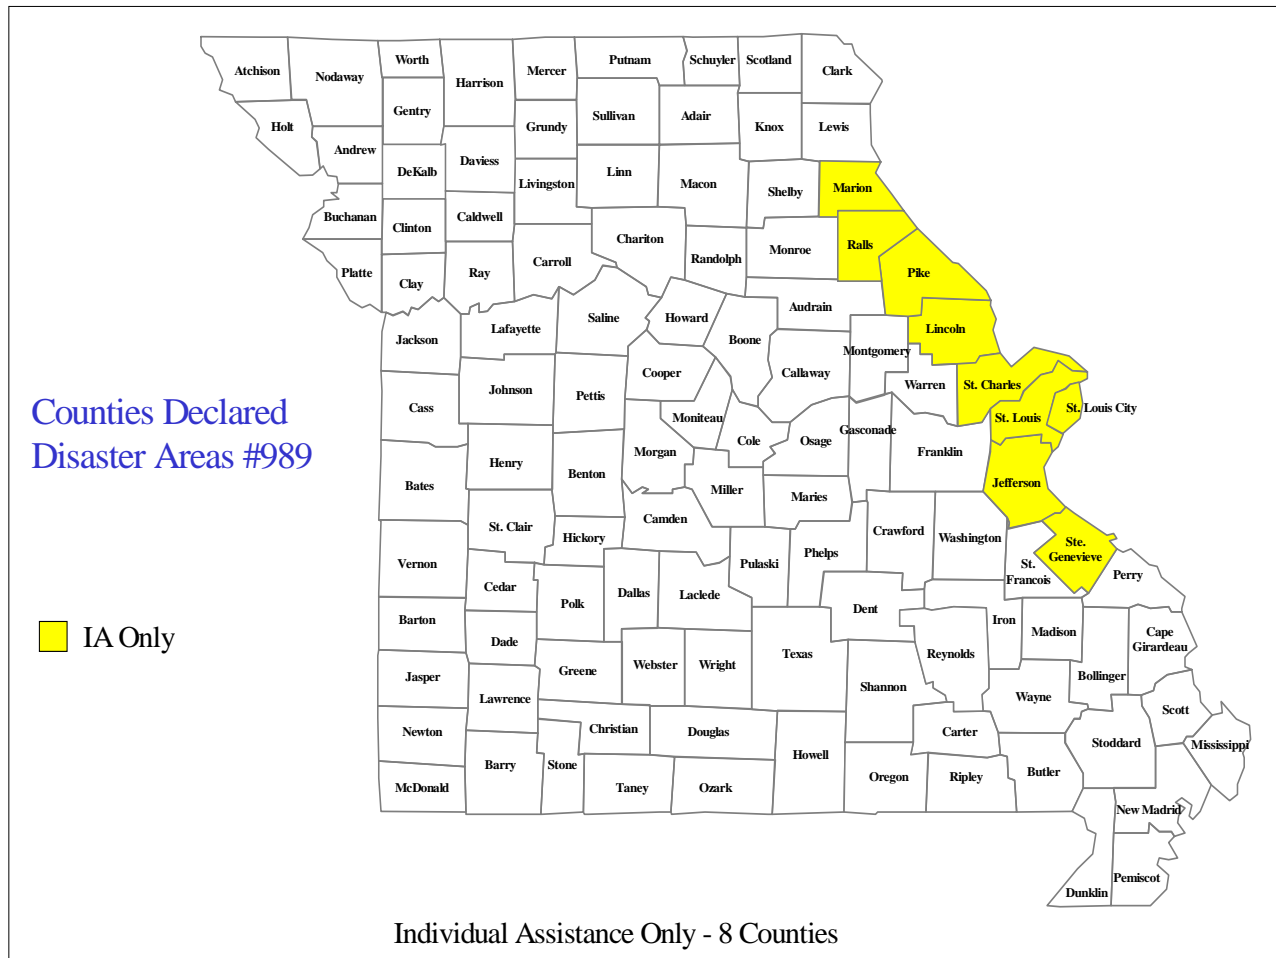 Worth
Putnam
Schuyler
Scotland
Atchison
Nodaway
Mercer
Clark
Harrison
Gentry
Sullivan
Adair
Holt
Grundy
Knox
Lewis
Andrew
Daviess
DeKalb
Linn
Livingston
Macon
Shelby
Marion
Buchanan
Caldwell
Clinton
Chariton
Ralls
Monroe
Randolph
Carroll
Platte
Ray
Pike
Clay
Audrain
Saline
Howard
Lafayette
Lincoln
Boone
Jackson
Montgomery
Cooper
Callaway
Warren
St. Charles
Johnson
Pettis
Cass
St. Louis City
Moniteau
St. Louis
Counties Declared
Disaster Areas #989
Gasconade
Cole
Osage
Morgan
Franklin
Henry
Benton
Bates
Miller
Jefferson
Maries
Camden
St. Clair
Crawford
Hickory
Washington
Ste.
Genevieve
Phelps
Vernon
Pulaski
St.
Francois
Perry
Cedar
Dallas
Laclede
Polk
Dent
Barton
Iron
Madison
Cape
Girardeau
IA Only
Dade
Texas
Reynolds
Webster
Wright
Greene
Jasper
Bollinger
Shannon
Lawrence
Wayne
Scott
Christian
Newton
Douglas
Carter
Stoddard
Mississippi
Howell
Barry
Stone
Butler
Oregon
Ripley
McDonald
Taney
Ozark
New Madrid
Pemiscot
Dunklin
Individual Assistance Only - 8 Counties